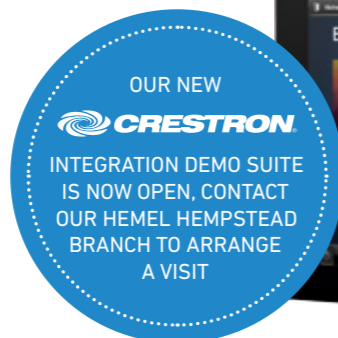 OUR NEW
CRESTRON
INTEGRATION DEMO SUITE
IS NOW OPEN, CONTACT
OUR HEMEL HEMPSTEAD
BRANCH TO ARRANGE
A VISIT